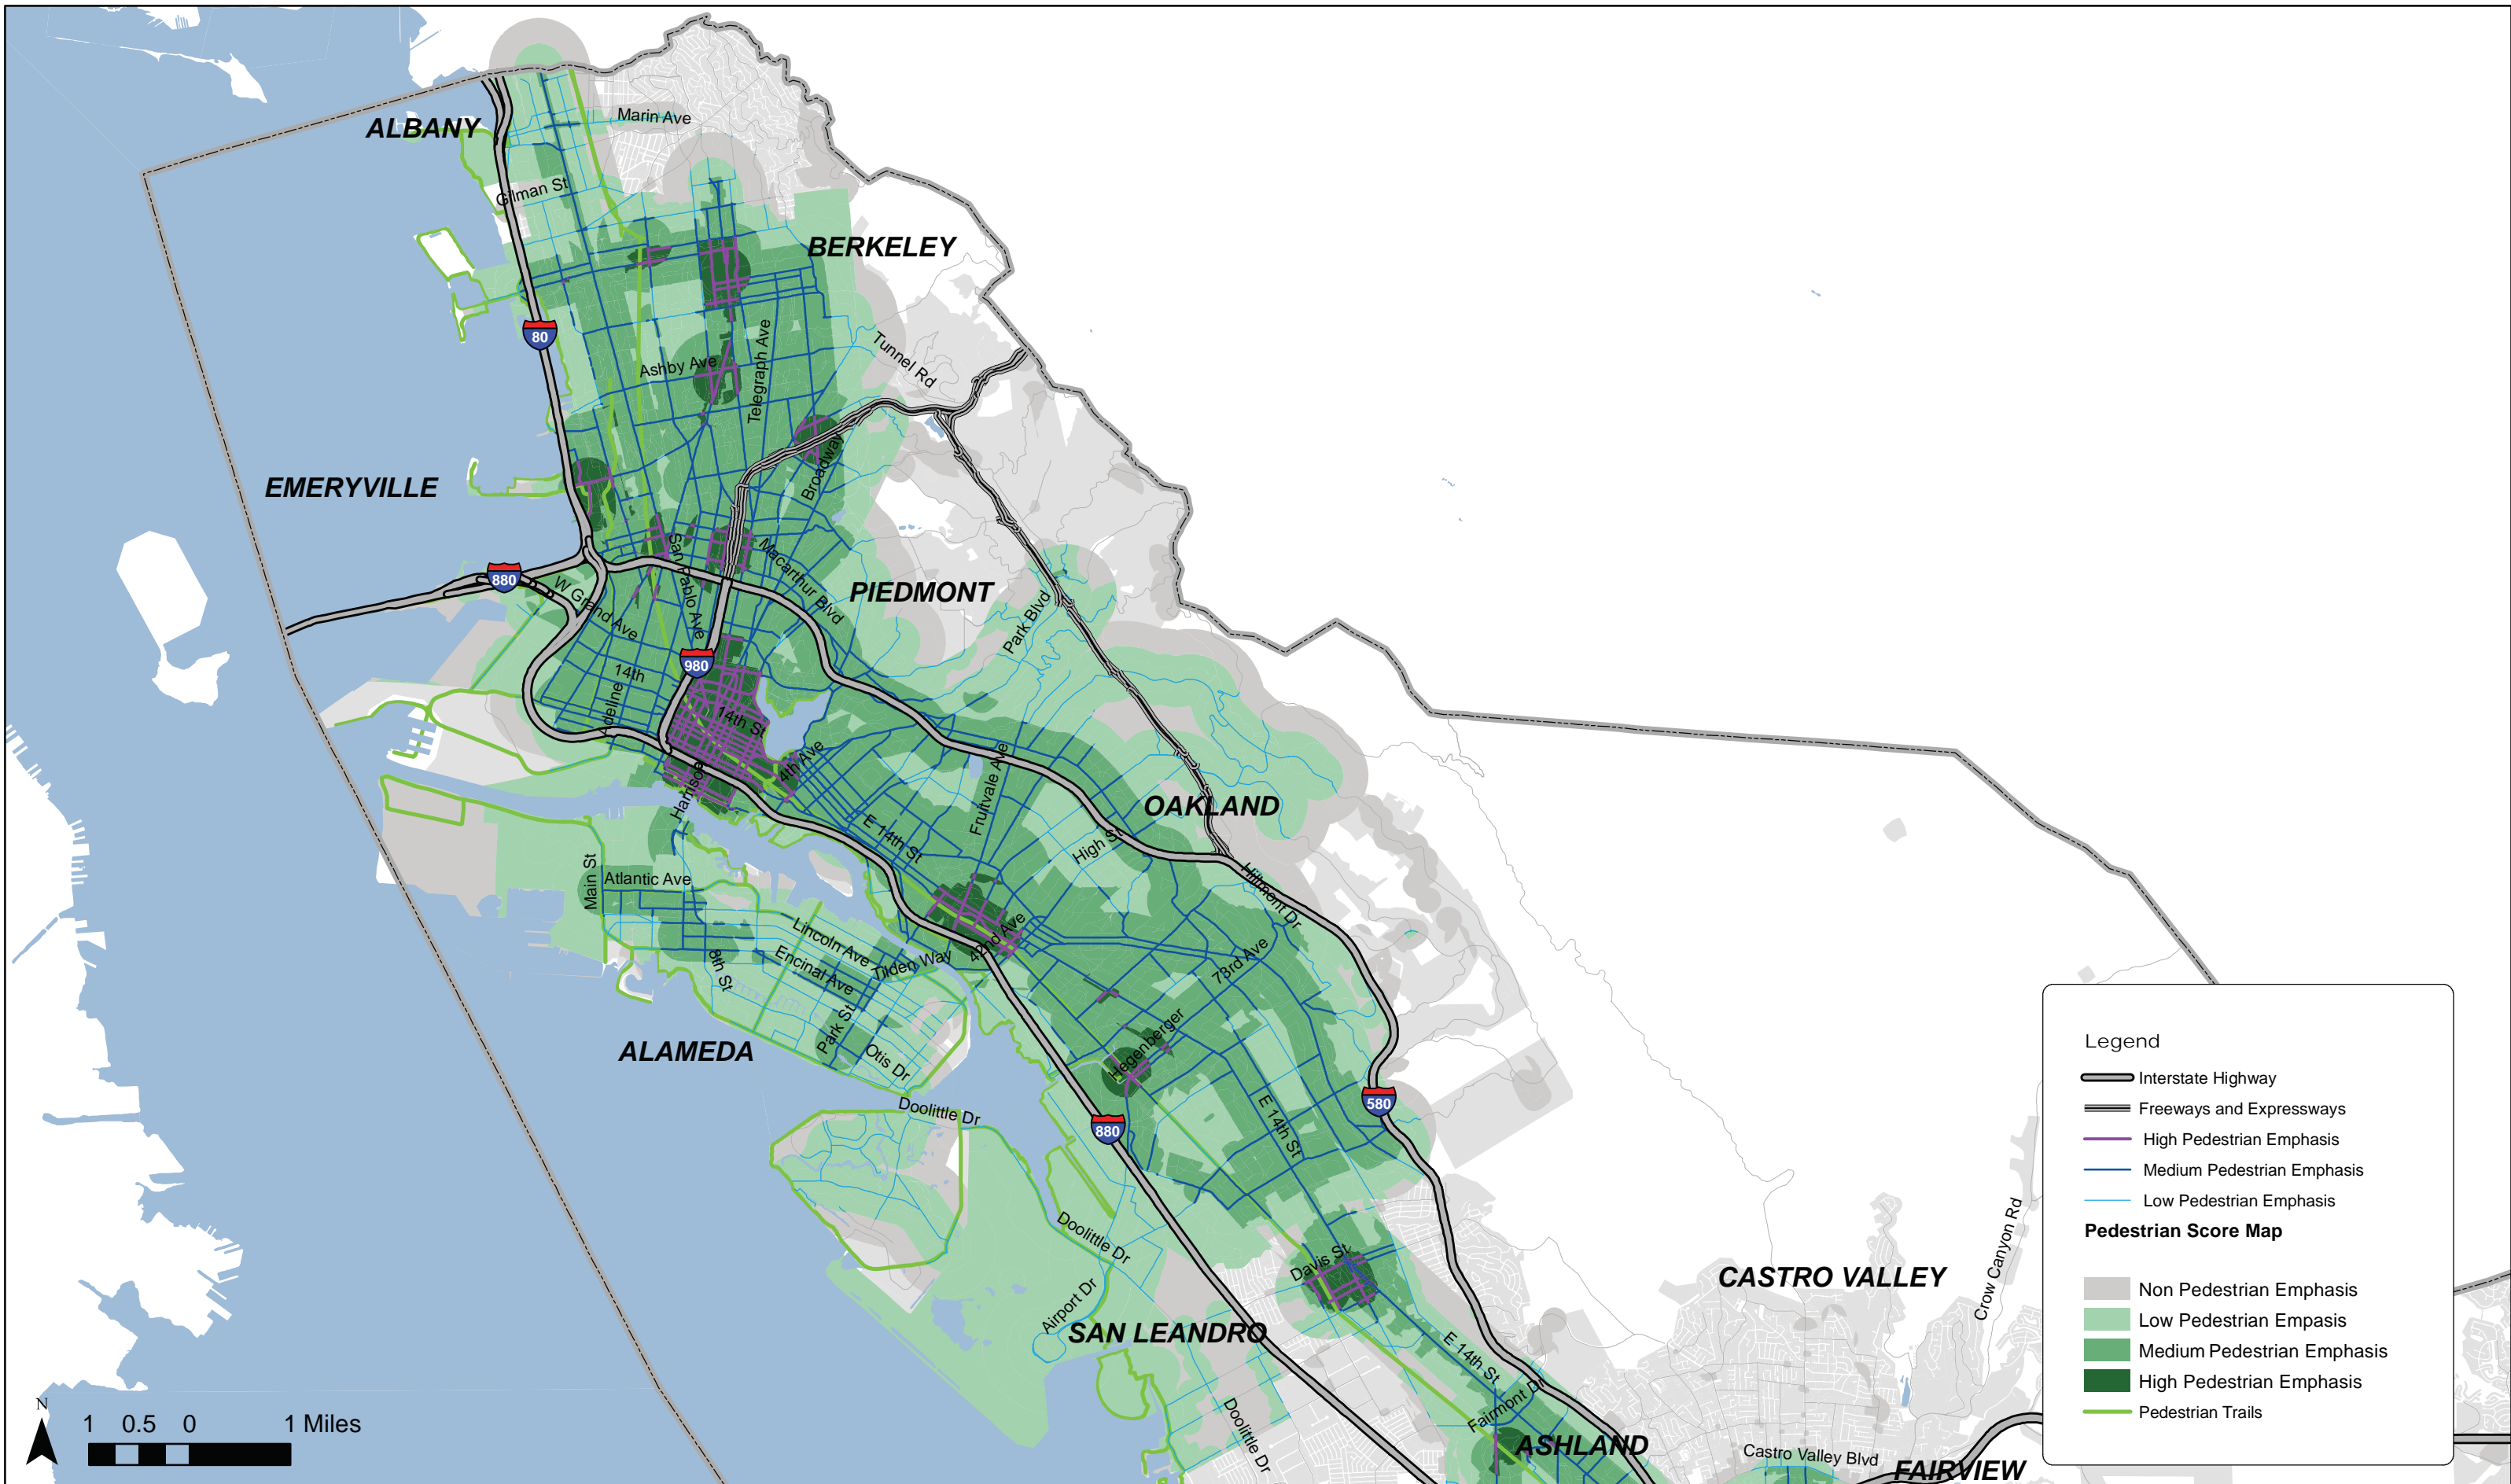 Marin Ave
ALBANY
Gilman St
BERKELEY
80
Tunnel Rd
Ashby Ave
Telegraph Ave
Broadway
EMERYVILLE
San Pablo Ave
Macarthur Blvd
880
W Grand Ave
PIEDMONT
Park Blvd
980
14th
Adeline
14th St
4th Ave
Harrison
Fruitvale Ave
OAKLAND
E 14th St
High St
Main St
Atlantic Ave
Hillmont Dr
Lincoln Ave
42nd Ave
73rd Ave
Encinal Ave
Tilden Way
8th St
Park St
Otis Dr
ALAMEDA
Hegenberger
Doolittle Dr
880
E 14th St
580
Doolittle Dr
Davis St
Airport Dr
SAN LEANDRO
CASTRO VALLEY
Crow Canyon Rd
E 14th St
Fairmont Dr
Doolittle Dr
ASHLAND
Castro Valley Blvd
FAIRVIEW
Legend
Interstate Highway
Freeways and Expressways
High Pedestrian Emphasis
Medium Pedestrian Emphasis
Low Pedestrian Emphasis
Pedestrian Score Map
Non Pedestrian Emphasis
Low Pedestrian Empasis
Medium Pedestrian Emphasis
High Pedestrian Emphasis
Pedestrian Trails
N
1 0.5 0 1 Miles